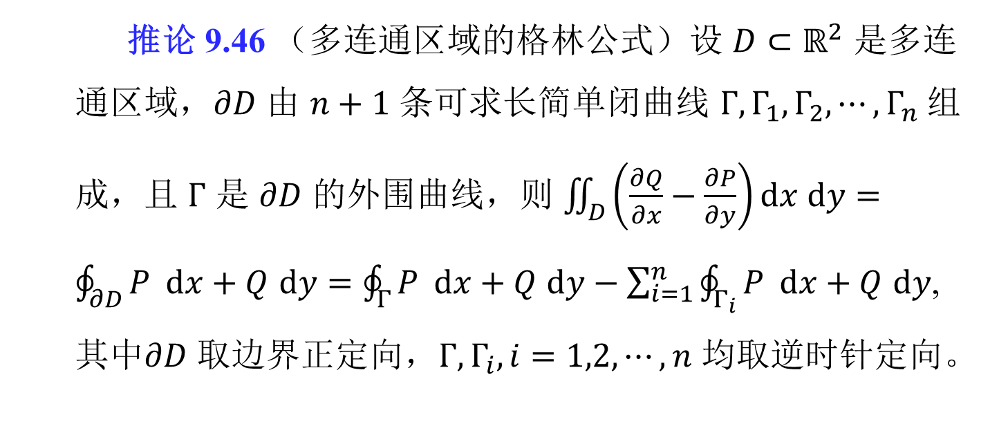 推论 9.46 （多连通区域的格林公式）设 $D \subset \mathbb{R}^2$ 是多连
通区域，$\partial D$ 由 $n + 1$ 条可求长简单闭曲线 $\Gamma, \Gamma_1, \Gamma_2, \cdots, \Gamma_n$ 组
成，且 $\Gamma$ 是 $\partial D$ 的外围曲线，则 $\iint_D \left( \frac{\partial Q}{\partial x} - \frac{\partial P}{\partial y} \right) \mathrm{d}x\ \mathrm{d}y =$
$\oint_{\partial D} P\ \mathrm{d}x + Q\ \mathrm{d}y = \oint_{\Gamma} P\ \mathrm{d}x + Q\ \mathrm{d}y - \sum_{i=1}^{n} \oint_{\Gamma_i} P\ \mathrm{d}x + Q\ \mathrm{d}y,$
其中$\partial D$ 取边界正定向，$\Gamma, \Gamma_i, i = 1,2, \cdots, n$ 均取逆时针定向。